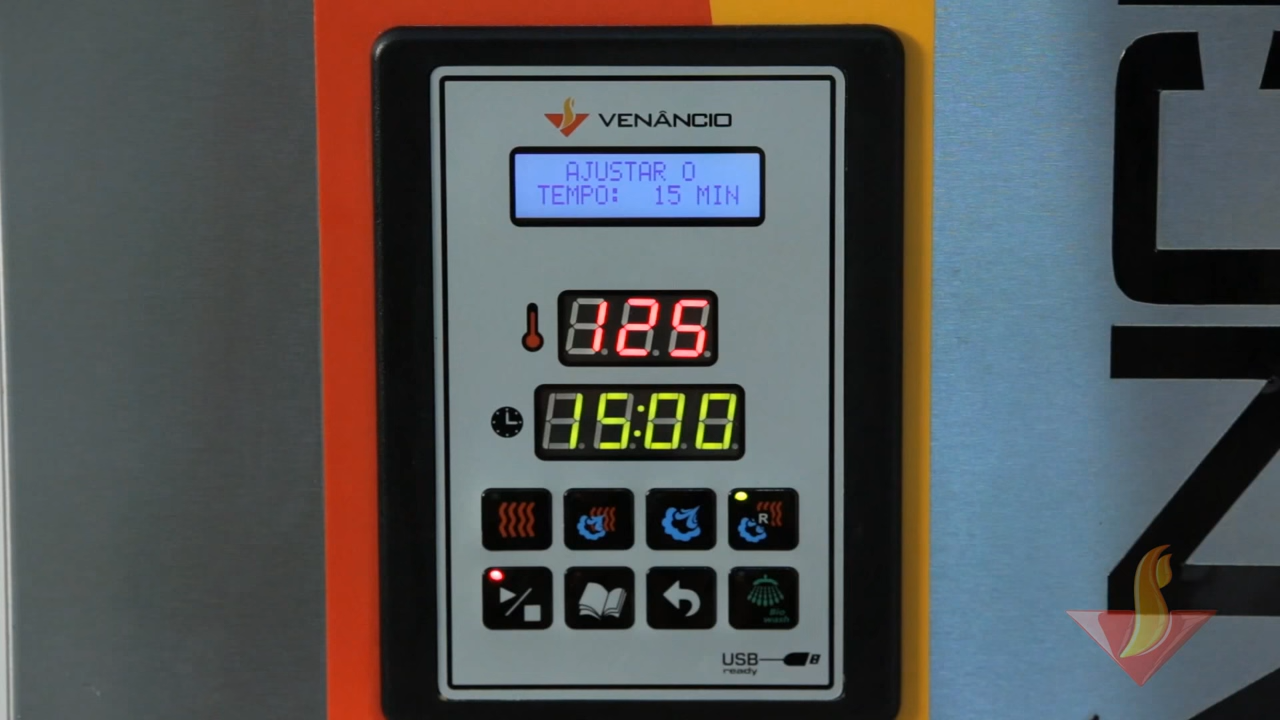 VENÂNCIO
AJUSTAR O
TEMPO: 15 MIN
125
15:00
R
Bio
wash
USB
ready